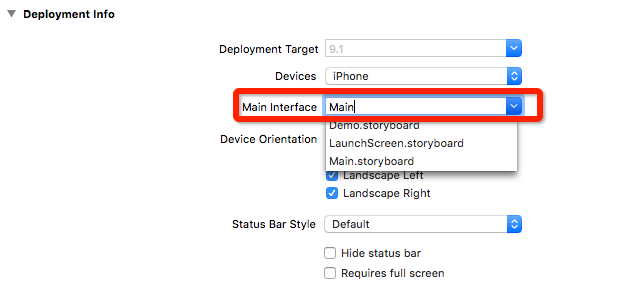 Deployment Info
Deployment Target 9.1
Devices iPhone
Main Interface Main
Demo.storyboard
Device Orientation LaunchScreen.storyboard
Main.storyboard
Landscape Left
Landscape Right
Status Bar Style Default
Hide status bar
Requires full screen